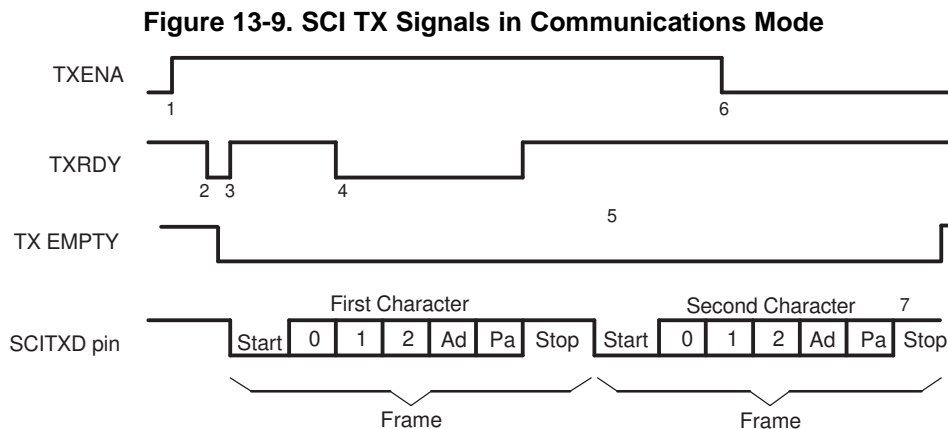 Figure 13-9. SCI TX Signals in Communications Mode
TXENA
1
6
TXRDY
2
3
4
5
TX EMPTY
First Character
Second Character
7
SCITXD pin
Start 0 1 2 Ad Pa Stop Start 0 1 2 Ad Pa Stop
Frame
Frame